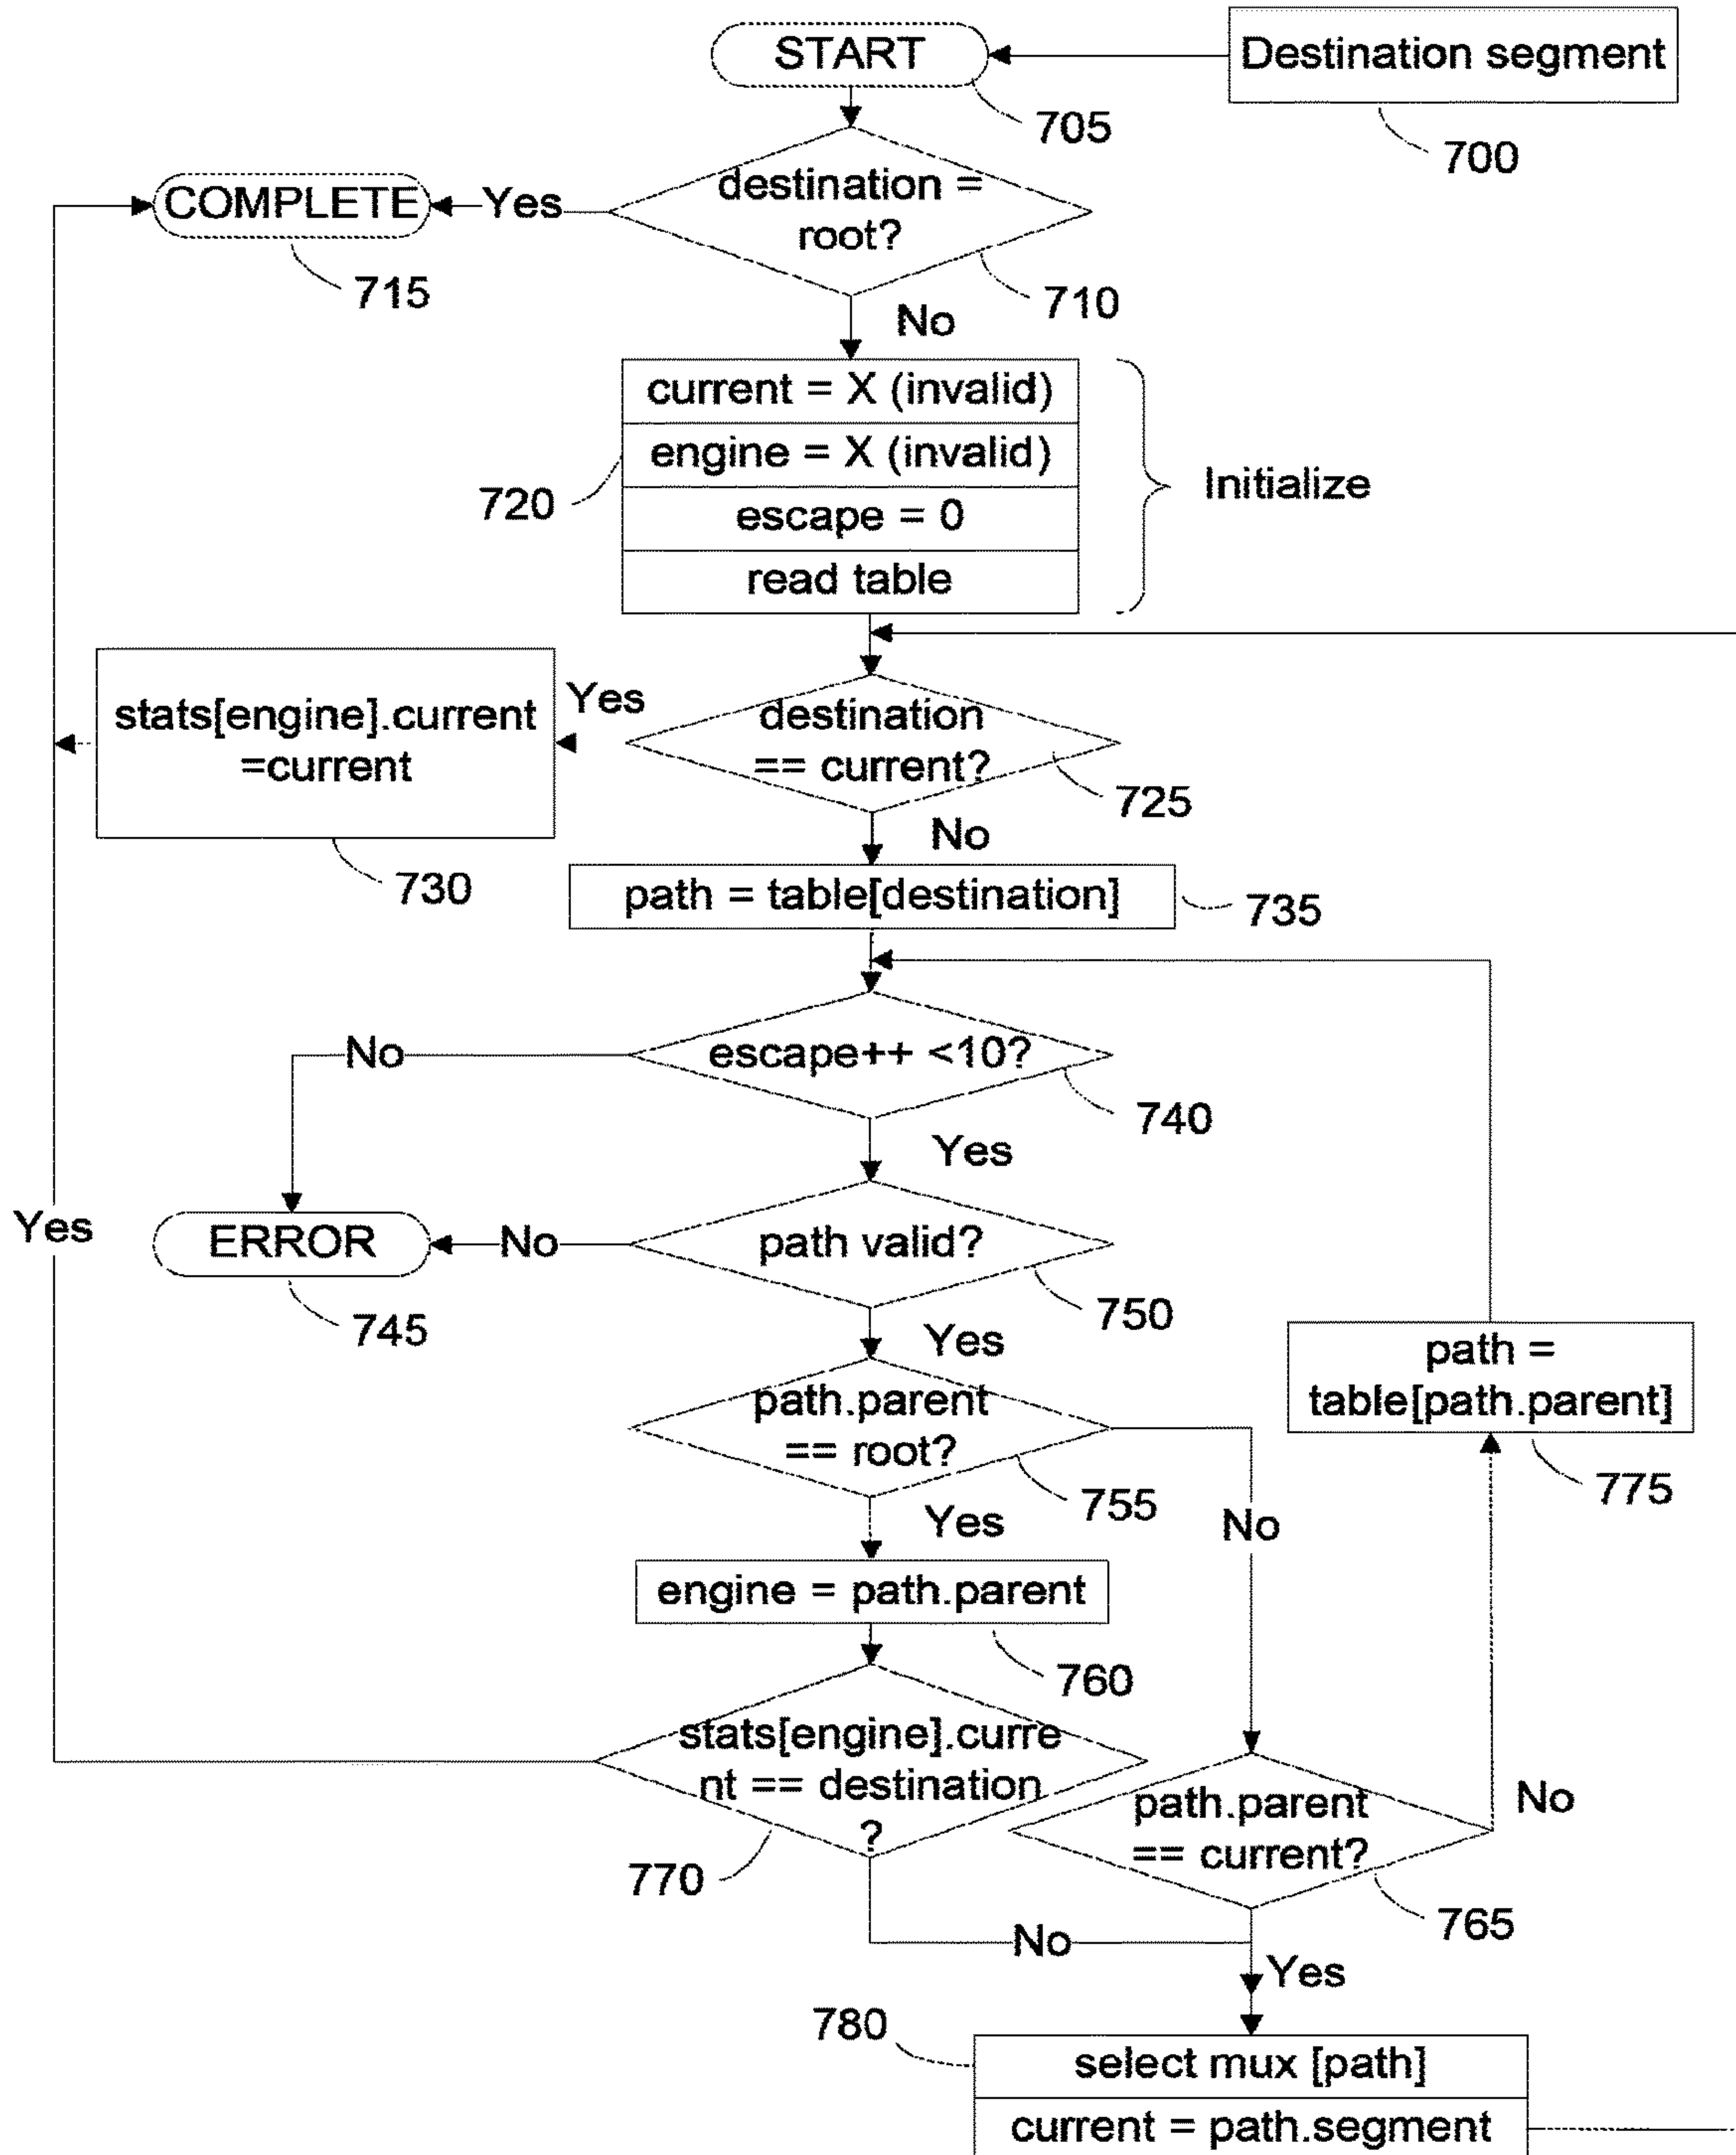 START
Destination segment
705
700
destination =
root?
COMPLETE
Yes
715
710
No
current = X (invalid)
engine = X (invalid)
720
Initialize
escape = 0
read table
stats[engine].current
=current
Yes
destination
== current?
725
730
No
path = table[destination]
735
No
escape++ <10?
740
Yes
Yes
ERROR
No
path valid?
745
750
Yes
path =
table[path.parent]
path.parent
== root?
755
775
Yes
No
engine = path.parent
760
stats[engine].curre
nt == destination
?
770
path.parent
== current?
No
765
No
Yes
780
select mux [path]
current = path.segment